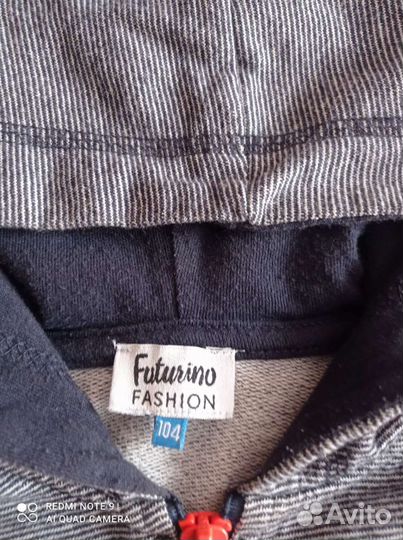 Futurino
FASHION
104
REDMI NOTE 9
AI QUAD CAMERA
Avito